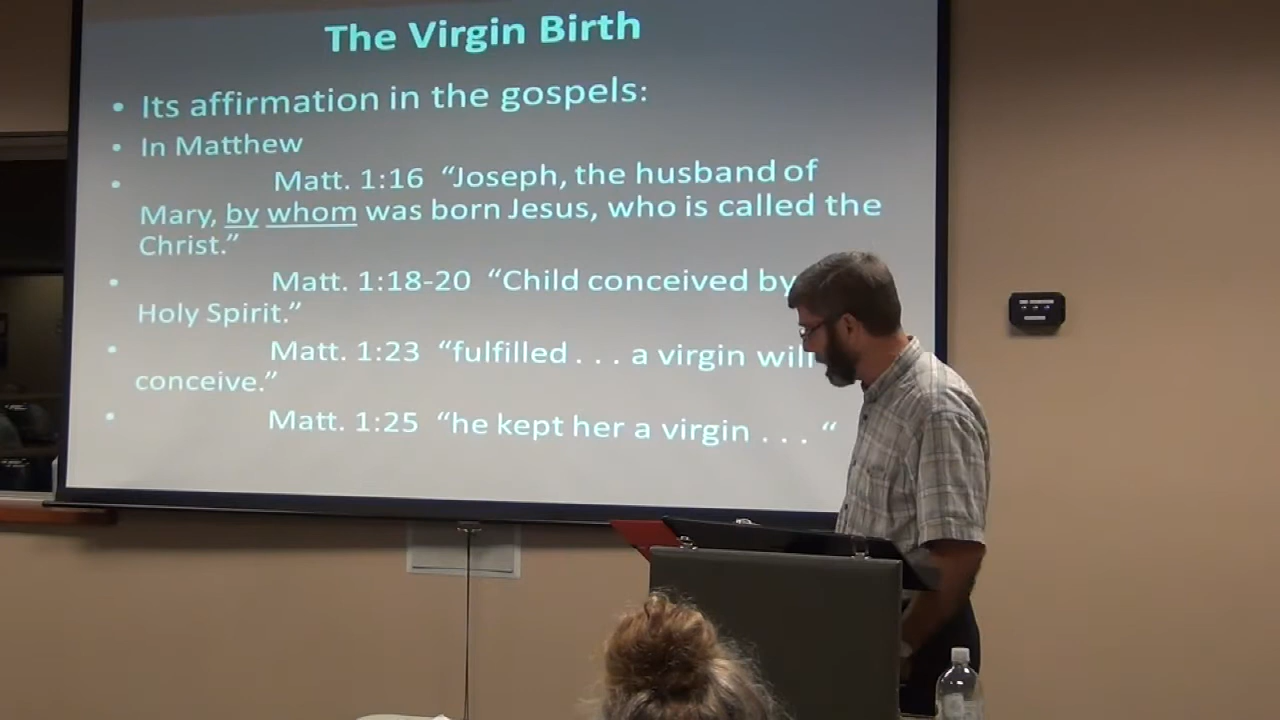 The Virgin Birth
• Its affirmation in the gospels:
• In Matthew
• Matt. 1:16 “Joseph, the husband of
Mary, by whom was born Jesus, who is called the
Christ.”
• Matt. 1:18-20 “Child conceived by
Holy Spirit.”
• Matt. 1:23 “fulfilled . . . a virgin will
conceive.”
• Matt. 1:25 “he kept her a virgin . . . “